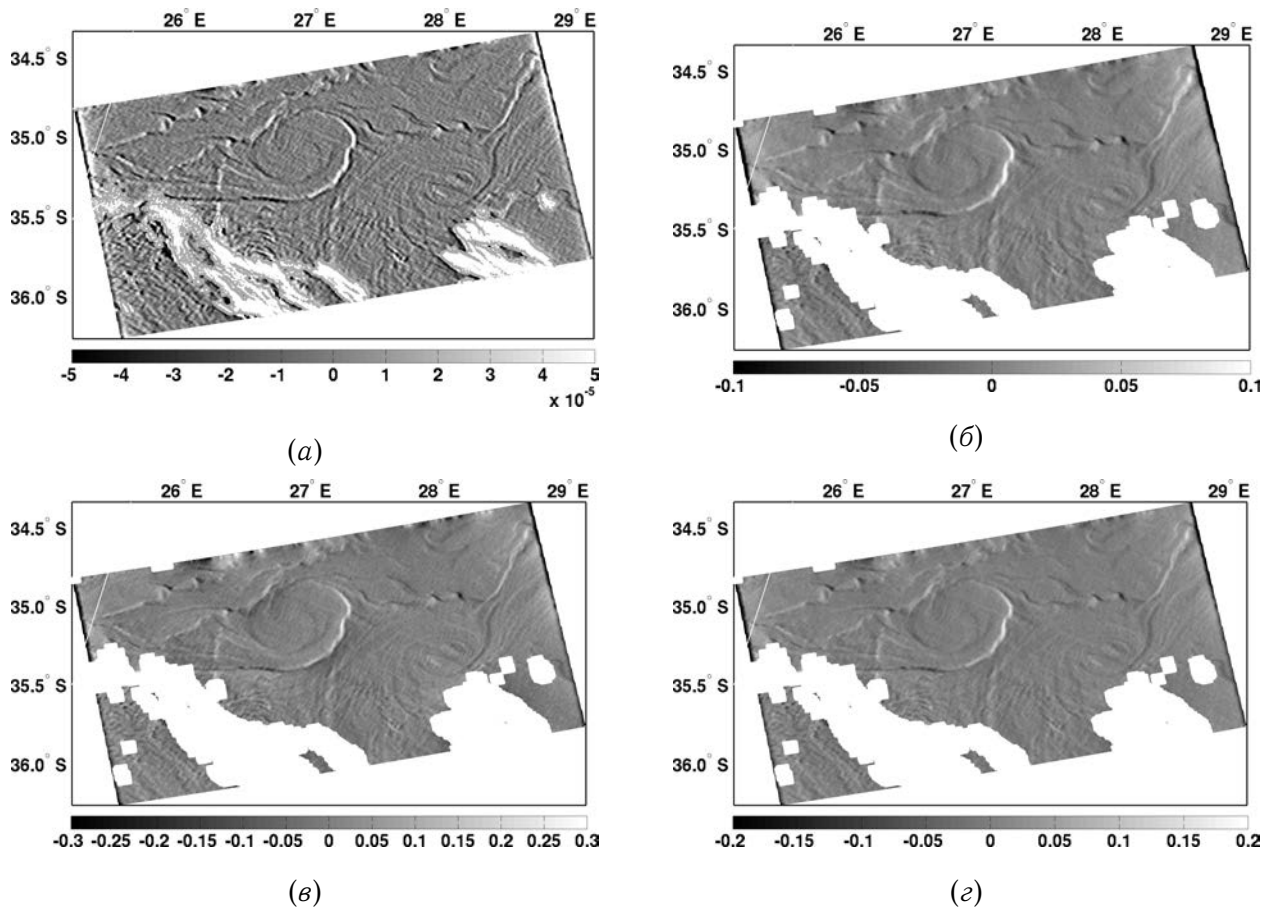 26° E 27° E 28° E 29° E
34.5° S
35.0° S
35.5° S
36.0° S
-5 -4 -3 -2 -1 0 1 2 3 4 5
x 10-5
(а)
26° E 27° E 28° E 29° E
34.5° S
35.0° S
35.5° S
36.0° S
-0.1 -0.05 0 0.05 0.1
(б)
26° E 27° E 28° E 29° E
34.5° S
35.0° S
35.5° S
36.0° S
-0.3 -0.25 -0.2 -0.15 -0.1 -0.05 0 0.05 0.1 0.15 0.2 0.25 0.3
(в)
26° E 27° E 28° E 29° E
34.5° S
35.0° S
35.5° S
36.0° S
-0.2 -0.15 -0.1 -0.05 0 0.05 0.1 0.15 0.2
(г)